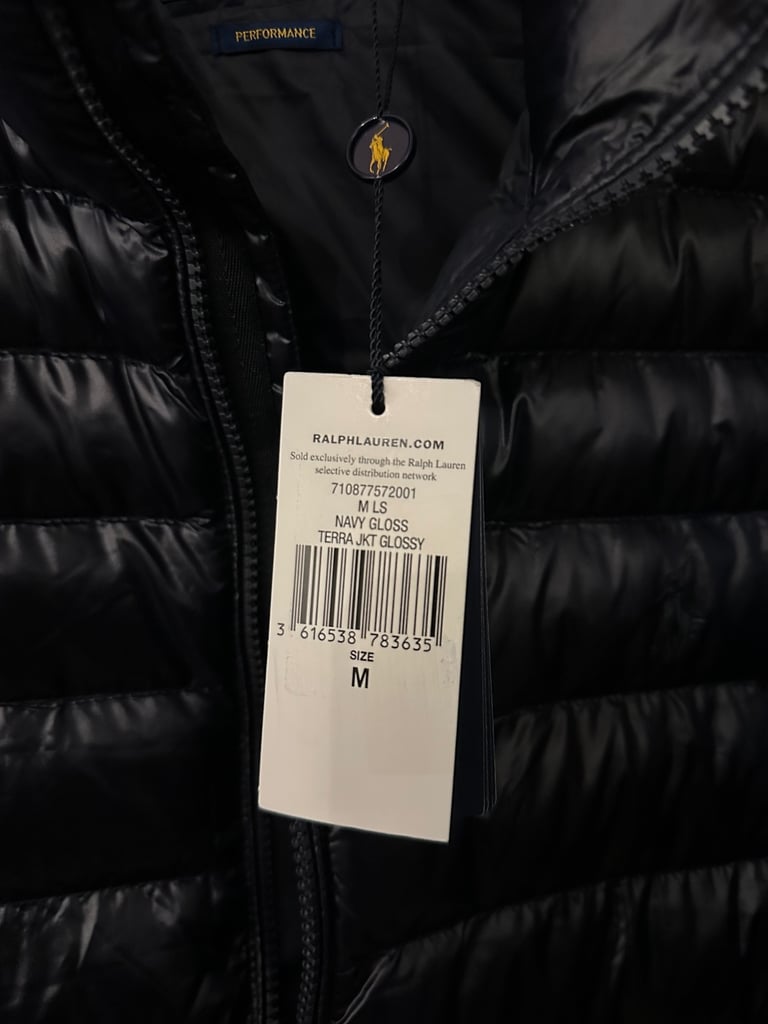 PERFORMANCE
RALPHLAUREN.COM
Sold exclusively through the Ralph Lauren
selective distribution network
710877572001
M LS
NAVY GLOSS
TERRA JKT GLOSSY
3 616538 783635
SIZE
M